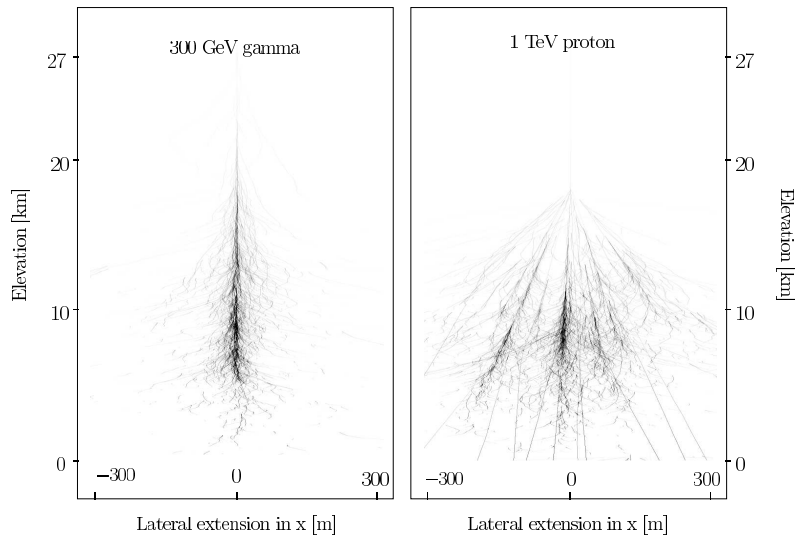 300 GeV gamma
27
20
10
0
Elevation [km]
−300
0
300
Lateral extension in x [m]
1 TeV proton
27
20
10
0
Elevation [km]
−300
0
300
Lateral extension in x [m]